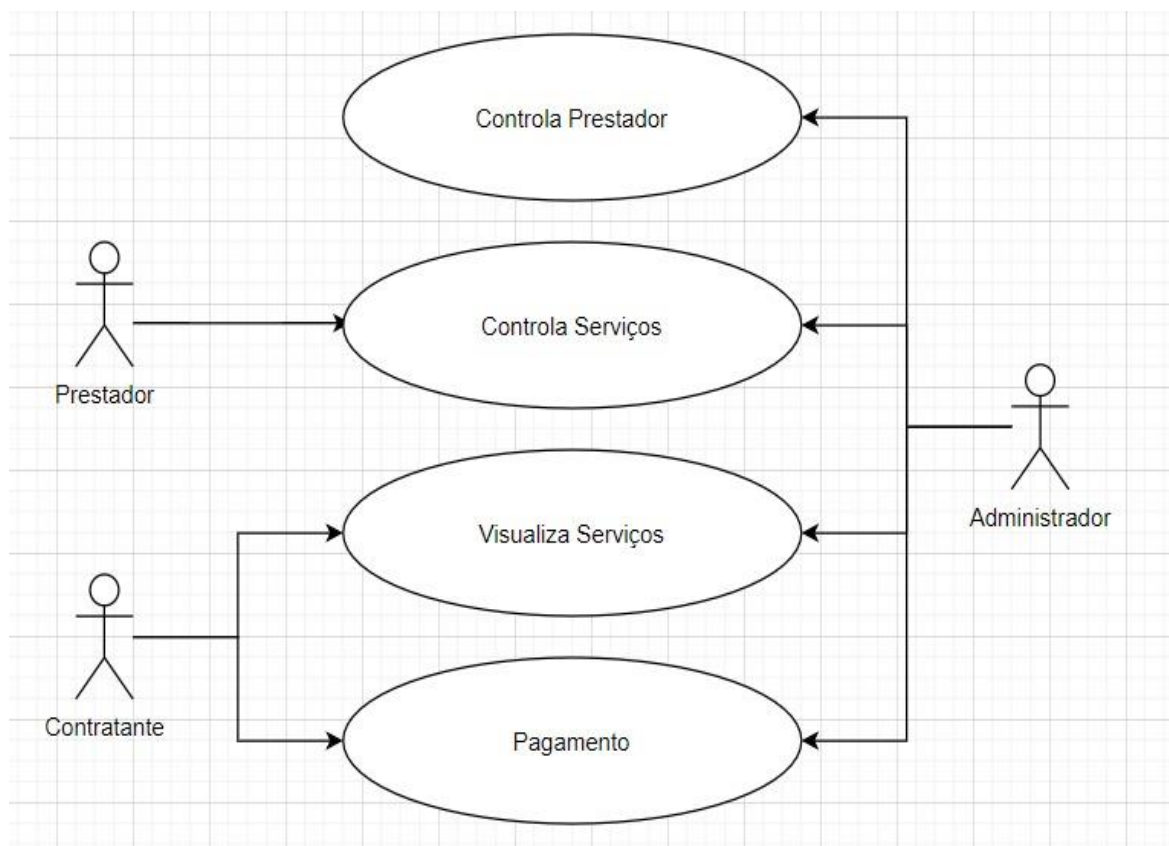 Controla Prestador
Controla Serviços
Prestador
Visualiza Serviços
Administrador
Contratante
Pagamento